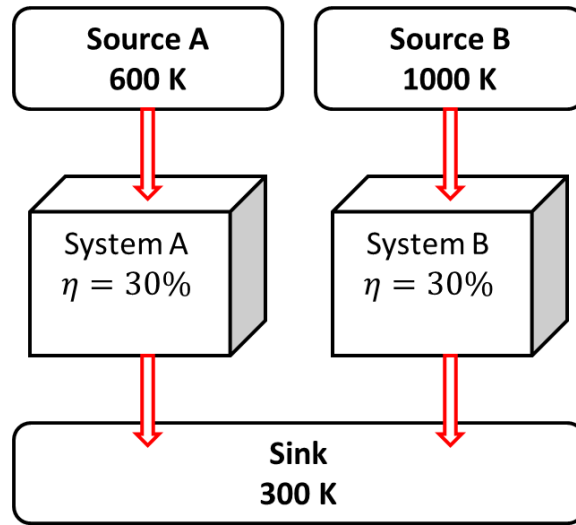 Source A
600 K
Source B
1000 K
System A
η = 30%
System B
η = 30%
Sink
300 K